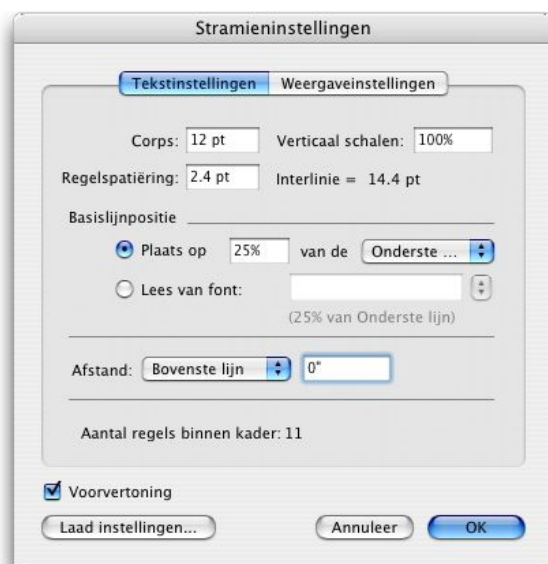 Stramieninstellingen
Tekstinstellingen Weergaveinstellingen
Corps: 12 pt Verticaal schalen: 100%
Regelspatiëring: 2.4 pt Interlinie = 14.4 pt
Basislijnpositie
Plaats op 25% van de Onderste ...
Lees van font:
(25% van Onderste lijn)
Afstand: Bovenste lijn 0"
Aantal regels binnen kader: 11
Voorvertoning
Laad instellingen... Annuleer OK